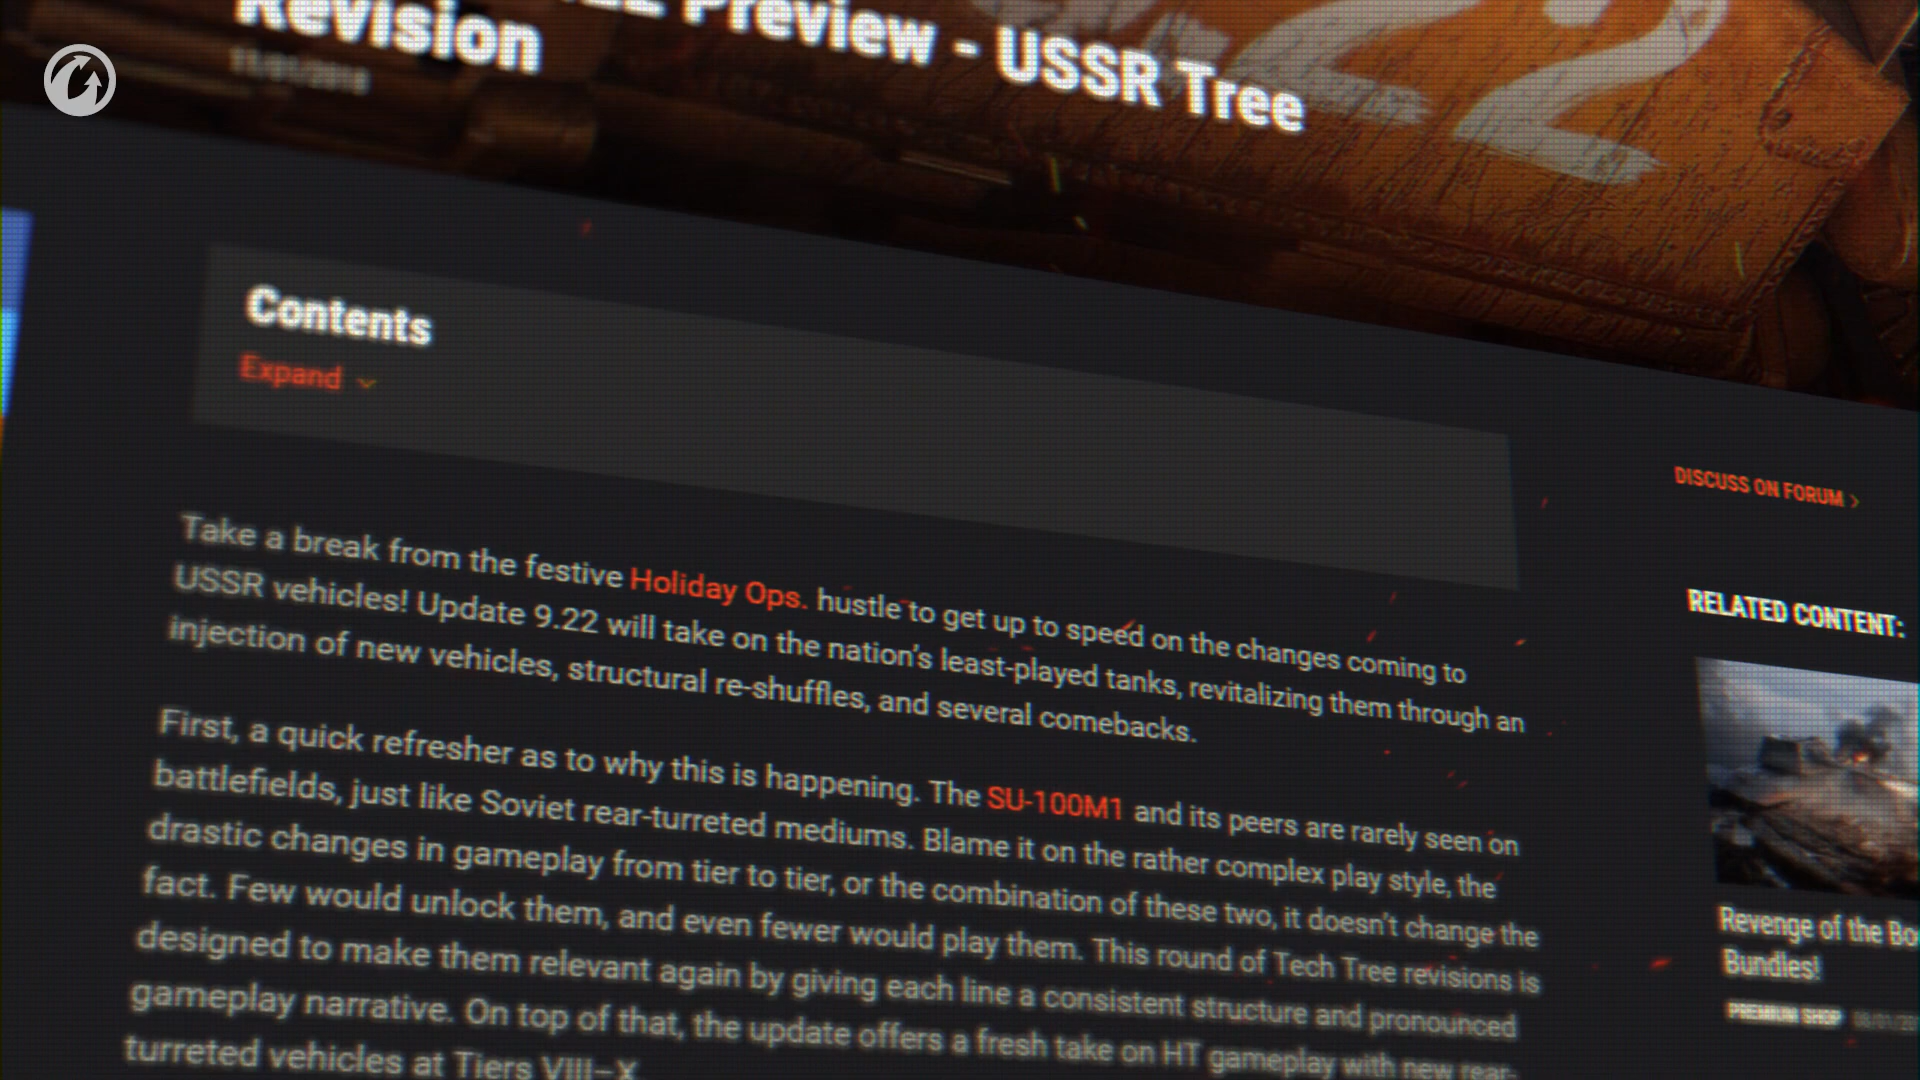 Preview - USSR Tree
Revision
Contents
Expand
Take a break from the festive Holiday Ops. hustle to get up to speed on the changes coming to
USSR vehicles! Update 9.22 will take on the nation's least-played tanks, revitalizing them through an
injection of new vehicles, structural re-shuffles, and several comebacks.
First, a quick refresher as to why this is happening. The SU-100M1 and its peers are rarely seen on
battlefields, just like Soviet rear-turreted mediums. Blame it on the rather complex play style, the
drastic changes in gameplay from tier to tier, or the combination of these two, it doesn't change the
fact. Few would unlock them, and even fewer would play them. This round of Tech Tree revisions is
designed to make them relevant again by giving each line a consistent structure and pronounced
gameplay narrative. On top of that, the update offers a fresh take on HT gameplay with new rear-
turreted vehicles at Tiers VIII–X.
22
DISCUSS ON FORUM >
RELATED CONTENT:
Revenge of the Bo
Bundles!
PREMIUM SHOP